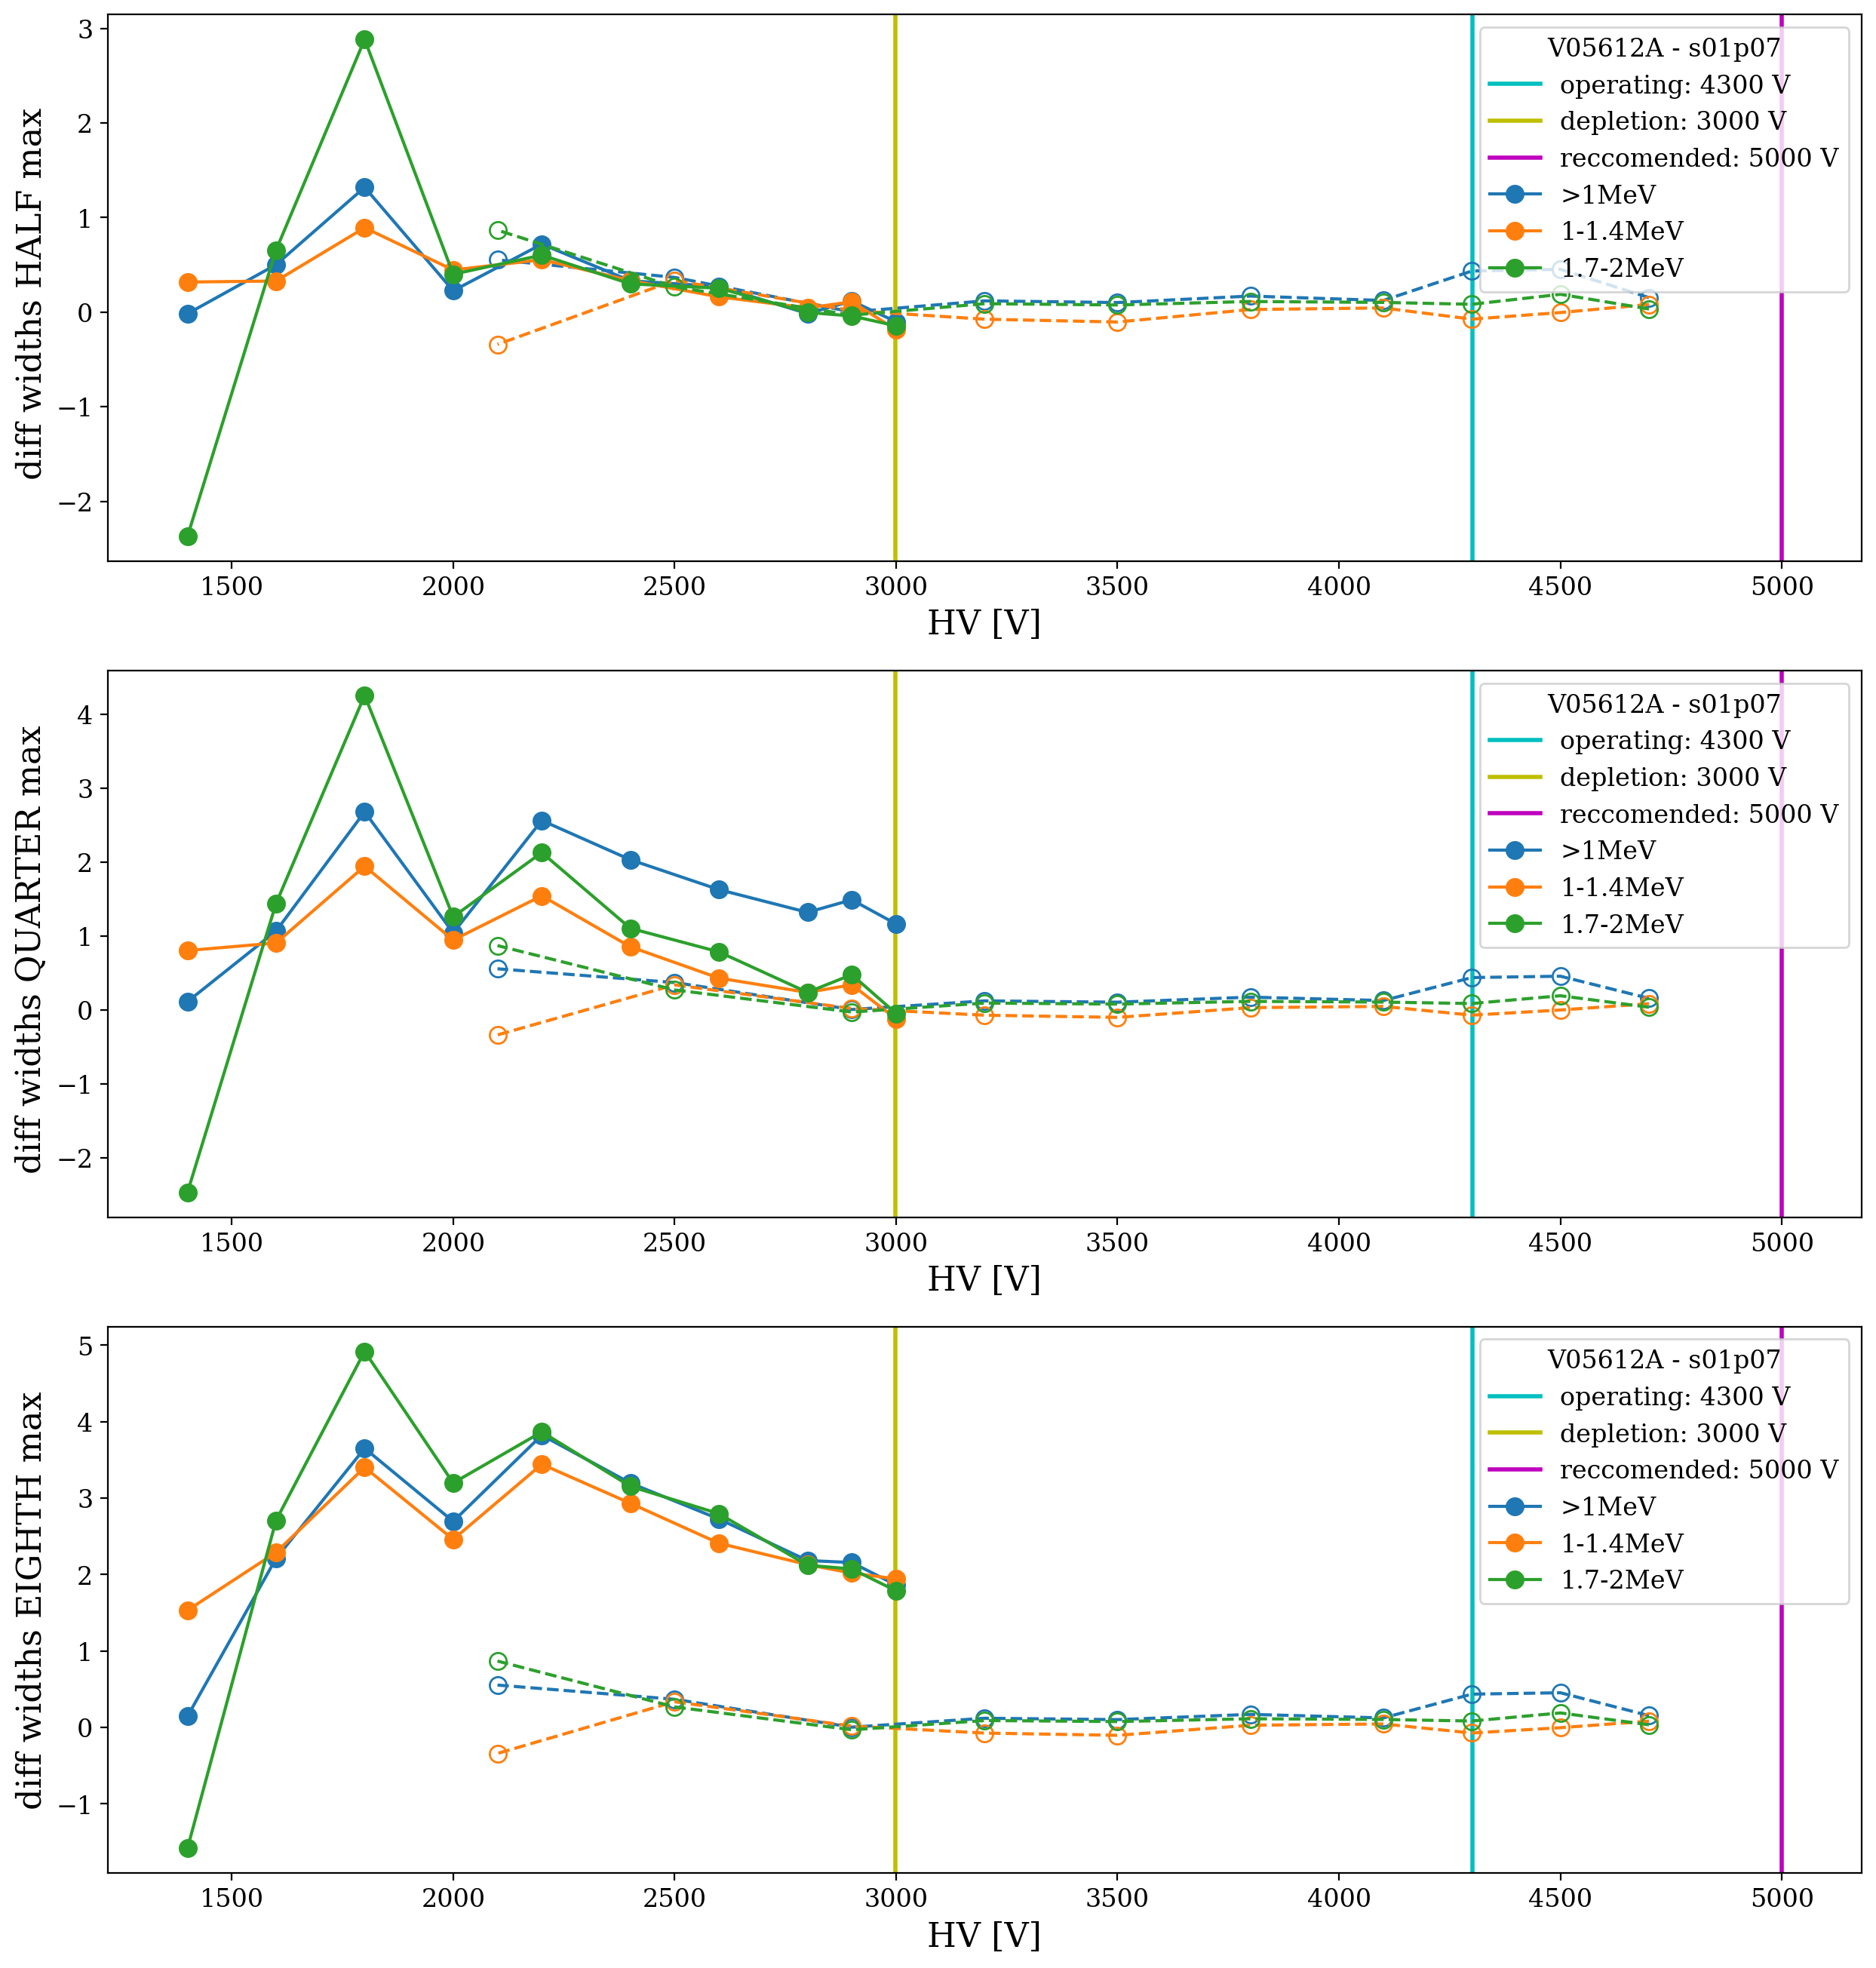 3
2
1
0
−1
−2
diff widths HALF max
V05612A - s01p07
operating: 4300 V
depletion: 3000 V
reccomended: 5000 V
>1MeV
1-1.4MeV
1.7-2MeV
1500 2000 2500 3000 3500 4000 4500 5000
HV [V]
4
3
2
1
0
−1
−2
diff widths QUARTER max
V05612A - s01p07
operating: 4300 V
depletion: 3000 V
reccomended: 5000 V
>1MeV
1-1.4MeV
1.7-2MeV
1500 2000 2500 3000 3500 4000 4500 5000
HV [V]
5
4
3
2
1
0
−1
diff widths EIGHTH max
V05612A - s01p07
operating: 4300 V
depletion: 3000 V
reccomended: 5000 V
>1MeV
1-1.4MeV
1.7-2MeV
1500 2000 2500 3000 3500 4000 4500 5000
HV [V]